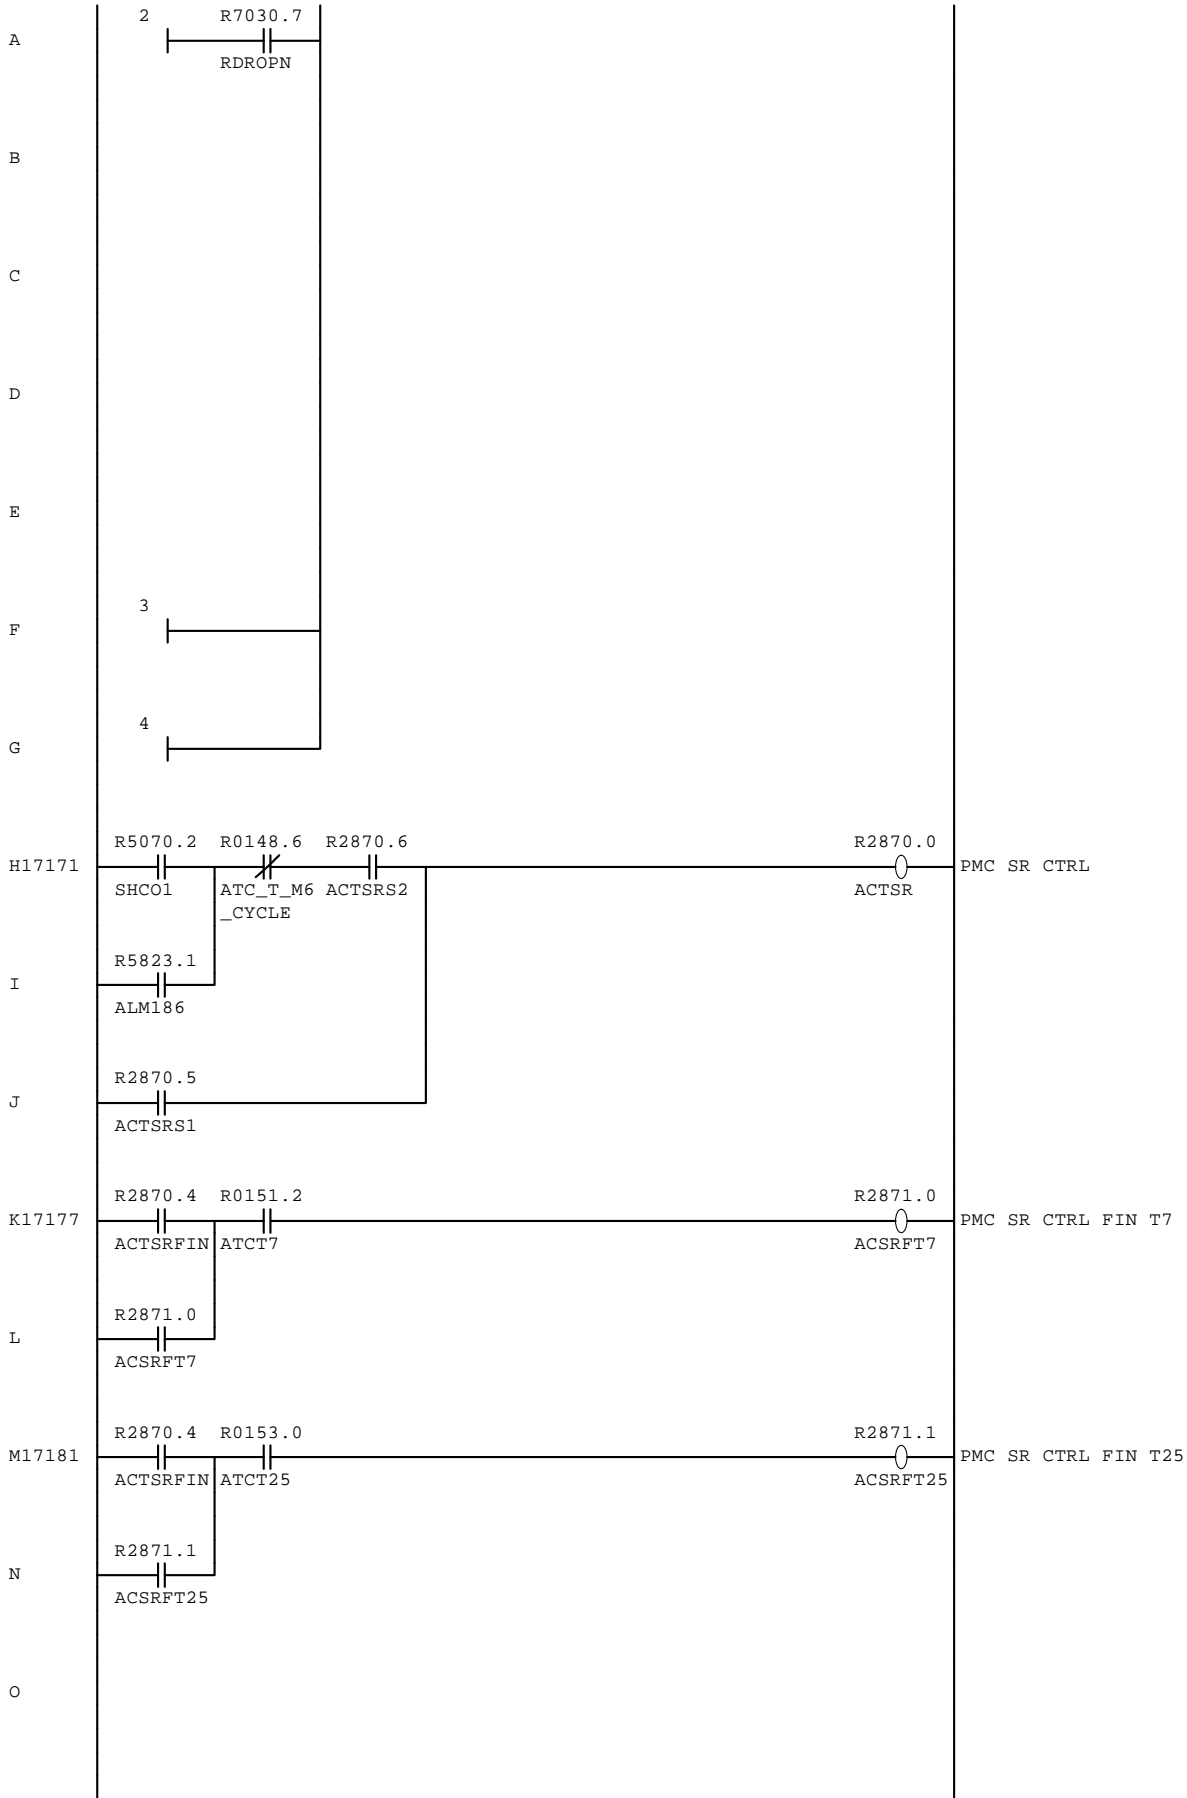 2 R7030.7
A
RDROPN
B
C
D
E
3
F
4
G
R5070.2 R0148.6 R2870.6 R2870.0
H17171 PMC SR CTRL
SHCO1 ATC_T_M6 ACTSRS2 ACTSR
_CYCLE
R5823.1
I
ALM186
R2870.5
J
ACTSRS1
R2870.4 R0151.2 R2871.0
K17177 PMC SR CTRL FIN T7
ACTSRFIN ATCT7 ACSRFT7
R2871.0
L
ACSRFT7
R2870.4 R0153.0 R2871.1
M17181 PMC SR CTRL FIN T25
ACTSRFIN ATCT25 ACSRFT25
R2871.1
N
ACSRFT25
O